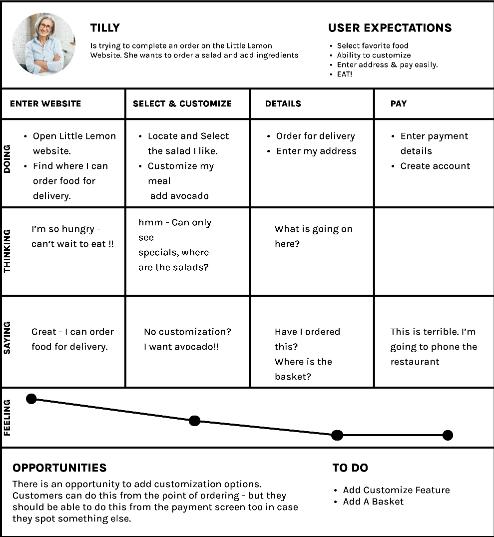 TILLY
Is trying to complete an order on the Little Lemon
Website. She wants to order a salad and add ingredients
USER EXPECTATIONS
• Select favorite food
• Ability to customize
• Enter address & pay easily.
• EAT!
ENTER WEBSITE
SELECT & CUSTOMIZE
DETAILS
PAY
DOING
• Open Little Lemon
website.
• Find where I can
order food for
delivery.
• Locate and Select
the salad I like.
• Customize my
meal
add avocado
• Order for delivery
• Enter my address
• Enter payment
details
• Create account
THINKING
I'm so hungry -
can't wait to eat !!
hmm - Can only
see
specials, where
are the salads?
What is going on
here?
SAYING
Great - I can order
food for delivery.
No customization?
I want avocado!!
Have I ordered
this?
Where is the
basket?
This is terrible. I'm
going to phone the
restaurant
FEELING
OPPORTUNITIES
There is an opportunity to add customization options.
Customers can do this from the point of ordering - but they
should be able to do this from the payment screen too in case
they spot something else.
TO DO
• Add Customize Feature
• Add A Basket